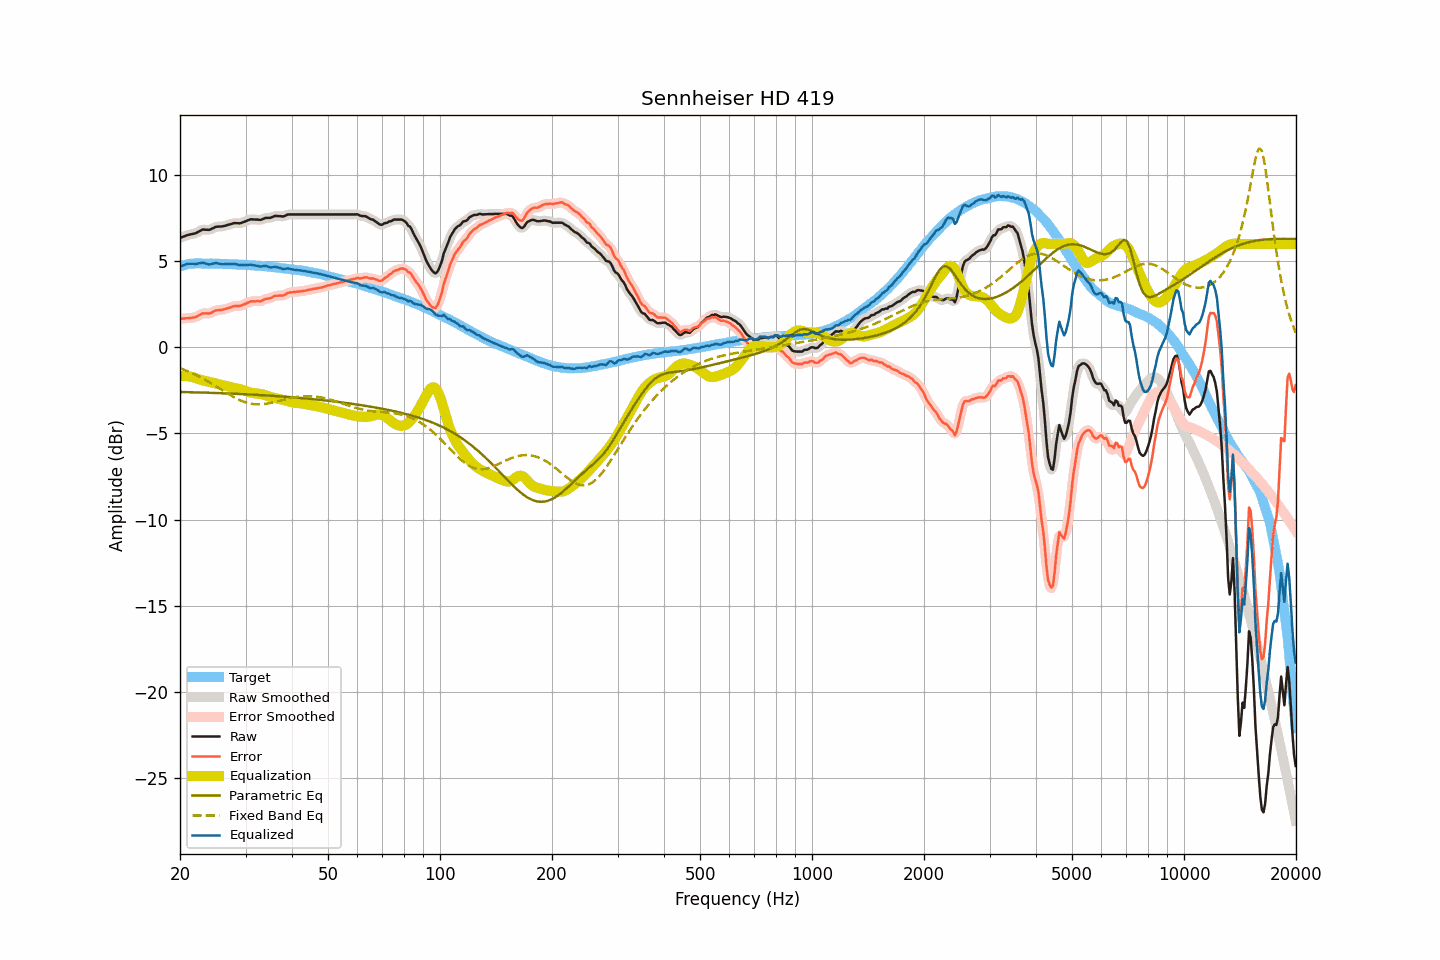 Sennheiser HD 419
10
5
0
−5
−10
−15
−20
−25
Amplitude (dBr)
Target
Raw Smoothed
Error Smoothed
Raw
Error
Equalization
Parametric Eq
Fixed Band Eq
Equalized
20 50 100 200 500 1000 2000 5000 10000 20000
Frequency (Hz)